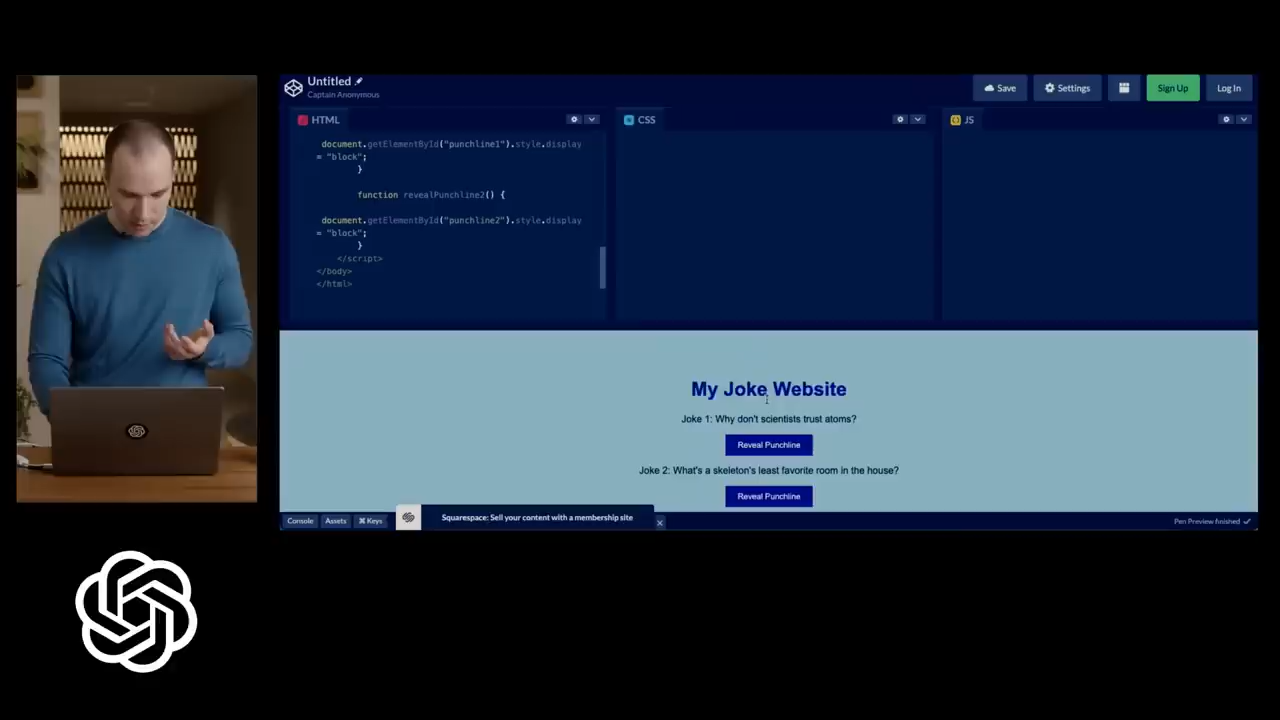 Untitled
Captain Anonymous
Save
Settings
Sign Up
Log In
HTML
CSS
JS
document.getElementById("punchline1").style.display
= "block";
}
function revealPunchline2() {
document.getElementById("punchline2").style.display
= "block";
}
</script>
</body>
</html>
My Joke Website
Joke 1: Why don't scientists trust atoms?
Reveal Punchline
Joke 2: What's a skeleton's least favorite room in the house?
Reveal Punchline
Console
Assets
⌘ Keys
Squarespace: Sell your content with a membership site
×
Pen Preview finished ✓